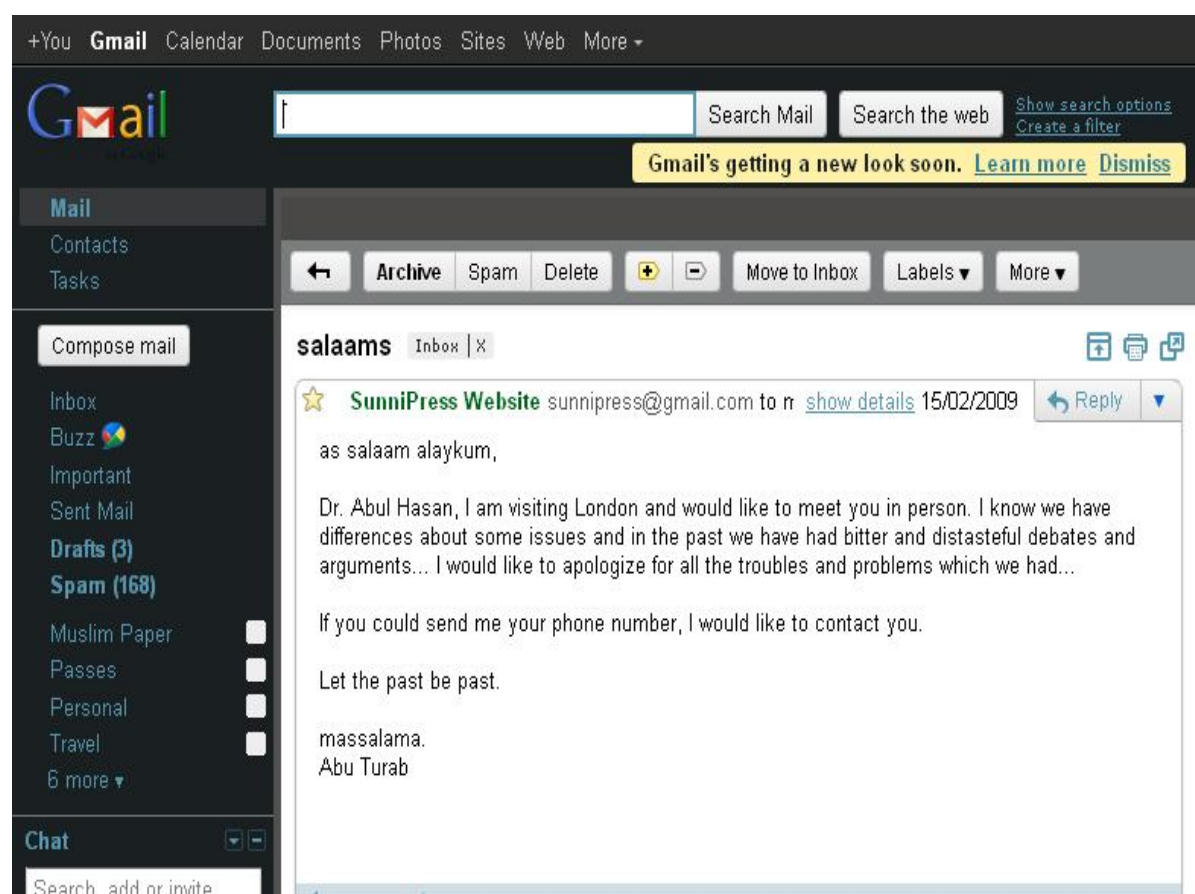 +You Gmail Calendar Documents Photos Sites Web More
Gmail
Search Mail Search the web Show search options
Create a filter
Gmail's getting a new look soon. Learn more Dismiss
Mail
Contacts
Tasks
Archive Spam Delete Move to Inbox Labels More
Compose mail
salaams Inbox X
SunniPress Website sunnipress@gmail.com to show details 15/02/2009 Reply
Inbox
Buzz
Important
Sent Mail
Drafts (3)
Spam (168)
Muslim Paper
Passes
Personal
Travel
6 more
as salaam alaykum,
Dr. Abul Hasan, I am visiting London and would like to meet you in person. I know we have
differences about some issues and in the past we have had bitter and distasteful debates and
arguments... I would like to apologize for all the troubles and problems which we had...
If you could send me your phone number, I would like to contact you.
Let the past be past.
massalama.
Abu Turab
Chat
Search, add or invite